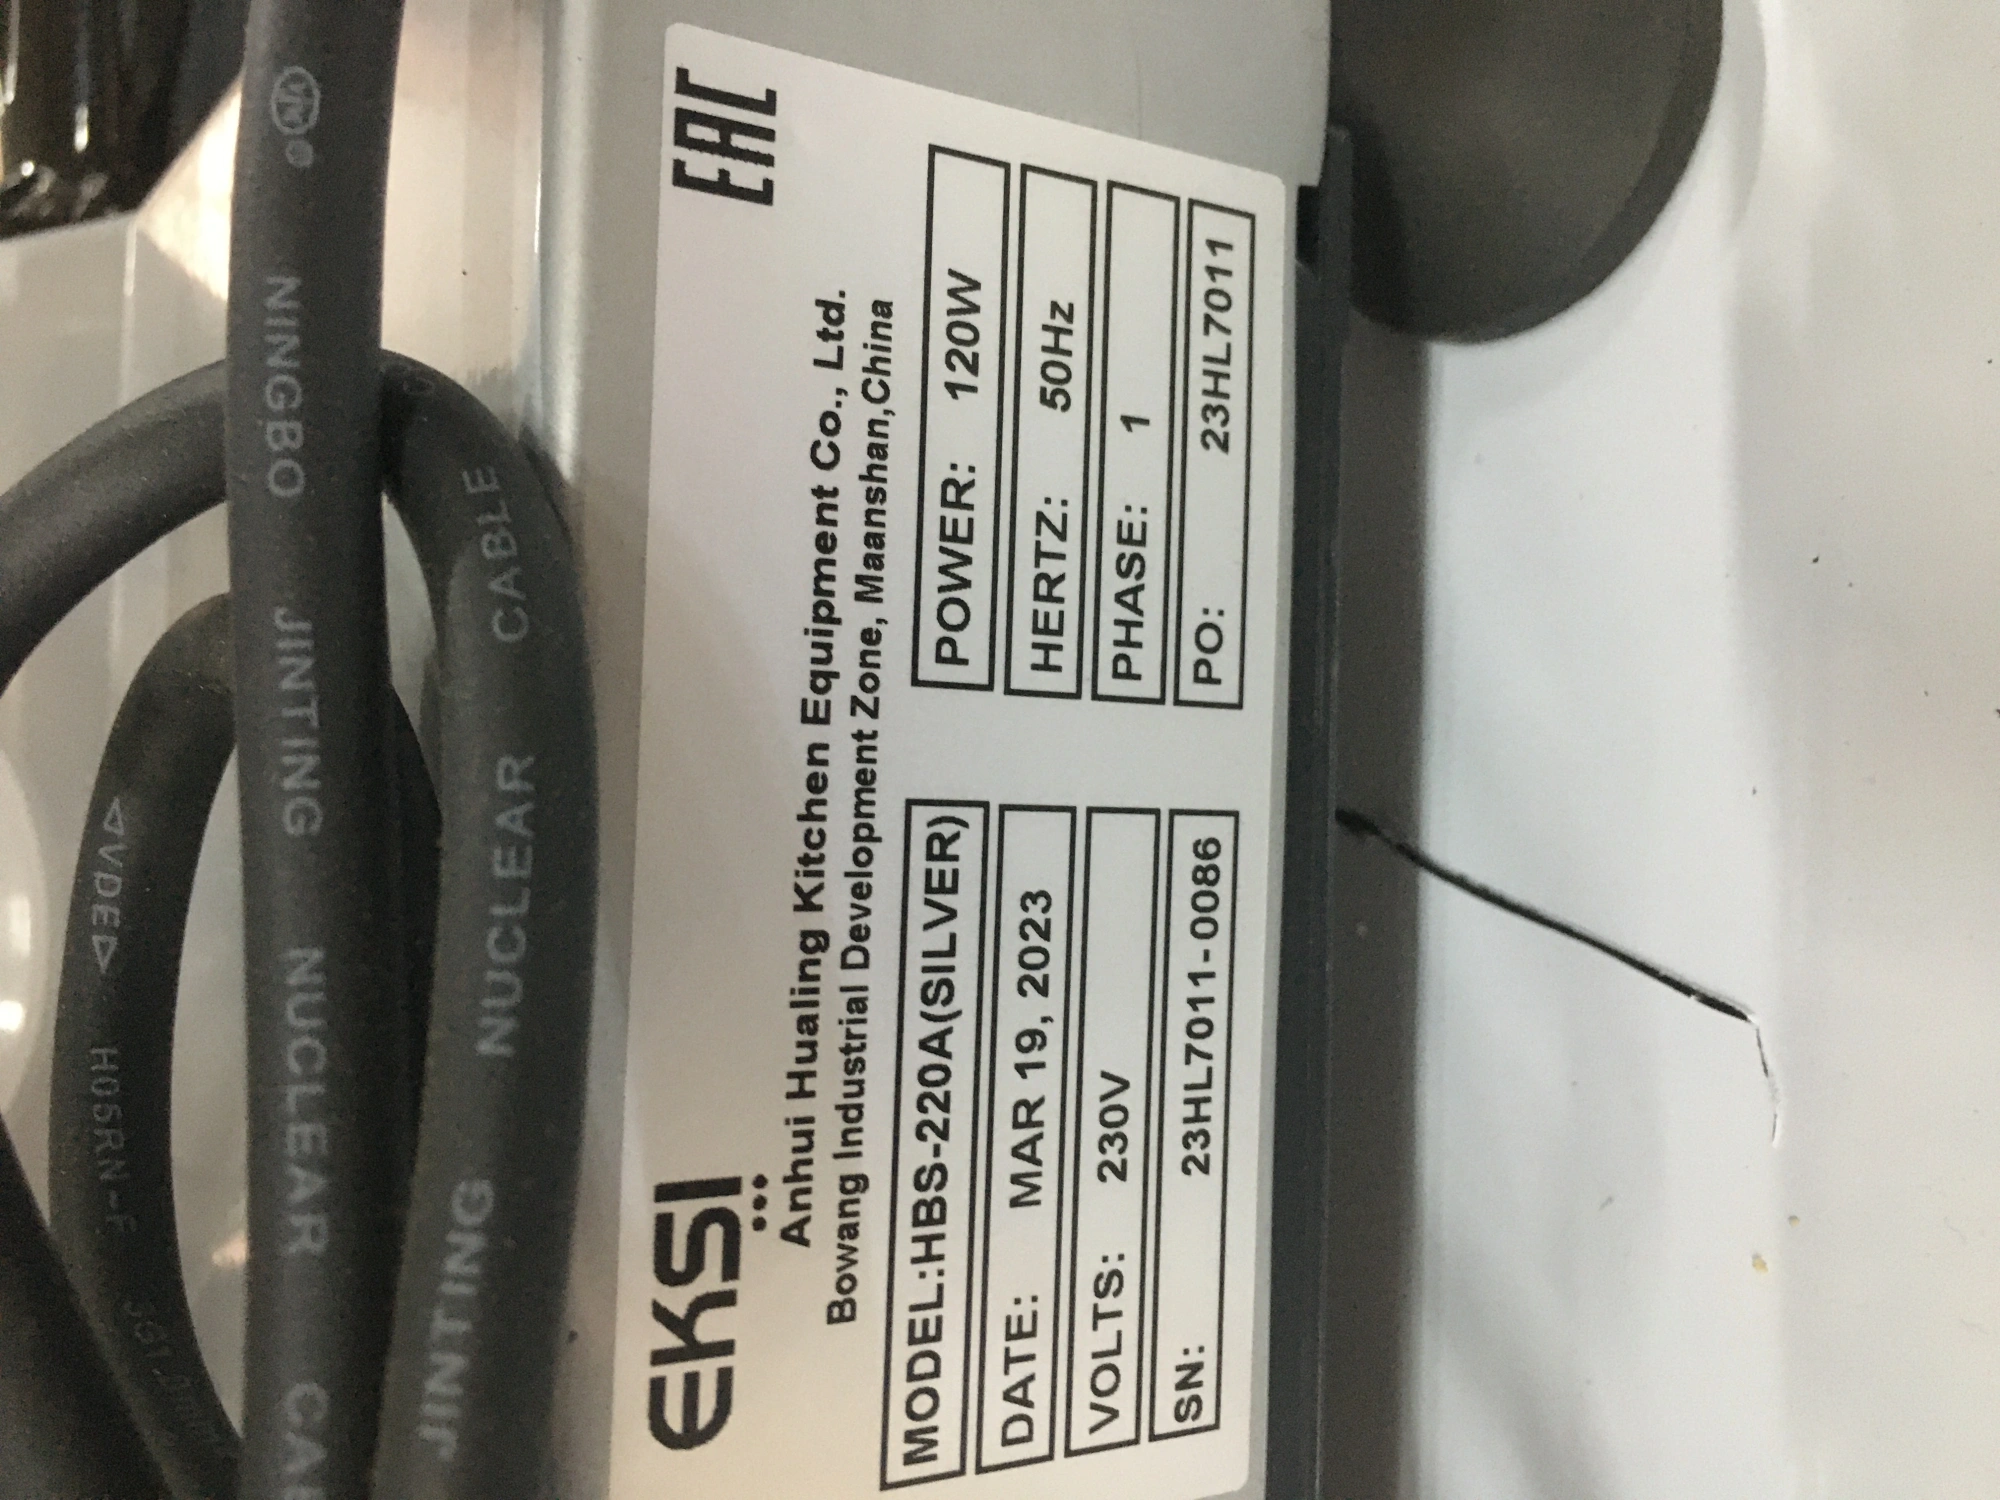 EKSI
EAC
Anhui Hualing Kitchen Equipment Co., Ltd.
Bowang Industrial Development Zone, Maanshan,China
MODEL:HBS-220A(SILVER)
DATE: MAR 19, 2023
VOLTS: 230V
SN: 23HL7011-0086
POWER: 120W
HERTZ: 50Hz
PHASE: 1
PO: 23HL7011
JINTING NUCLEAR CABLE
NINGBO JINTING NUCLEAR
VDE H05RN-F